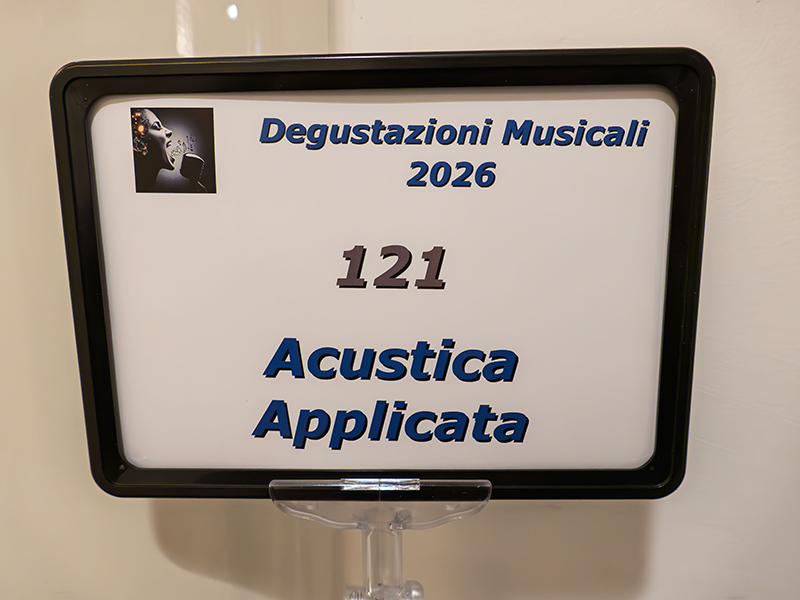 Degustazioni Musicali
2026
121
Acustica
Applicata